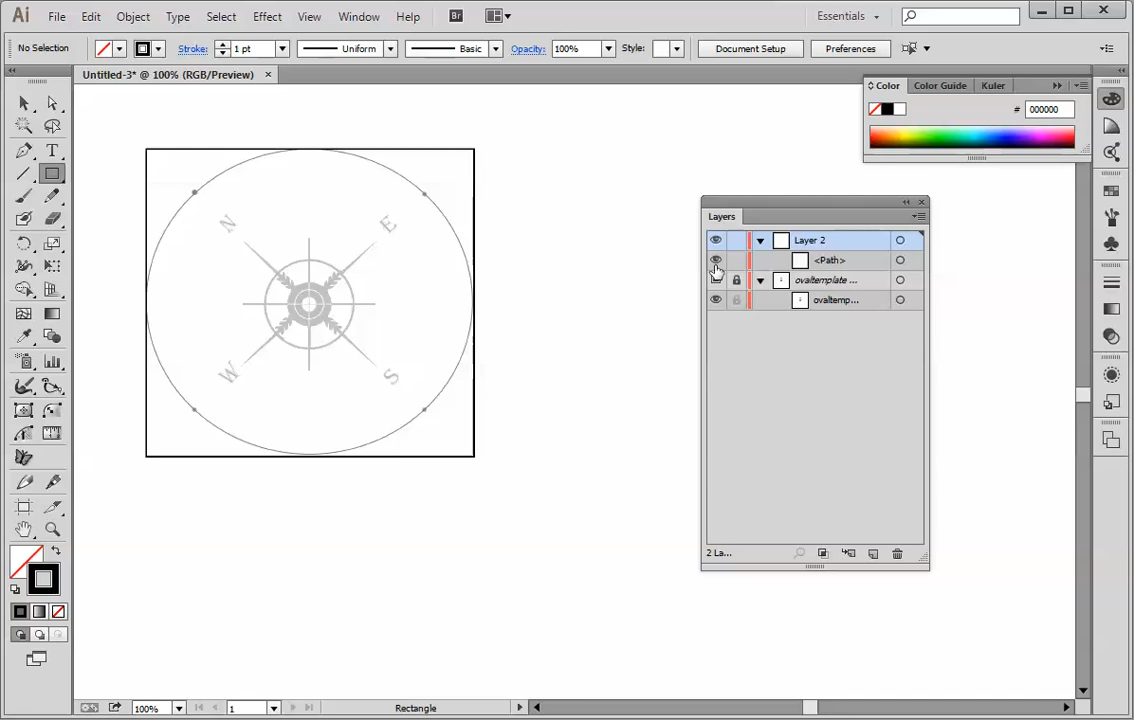 Ai File Edit Object Type Select Effect View Window Help Br Essentials
No Selection Stroke: 1 pt Uniform Basic Opacity: 100% Style: Document Setup Preferences
Untitled-3* @ 100% (RGB/Preview) ×
Color Color Guide Kuler
# 000000
N E
W S
Layers
Layer 2
<Path>
ovaltemplate ...
ovaltemp...
2 La...
100% 1 Rectangle